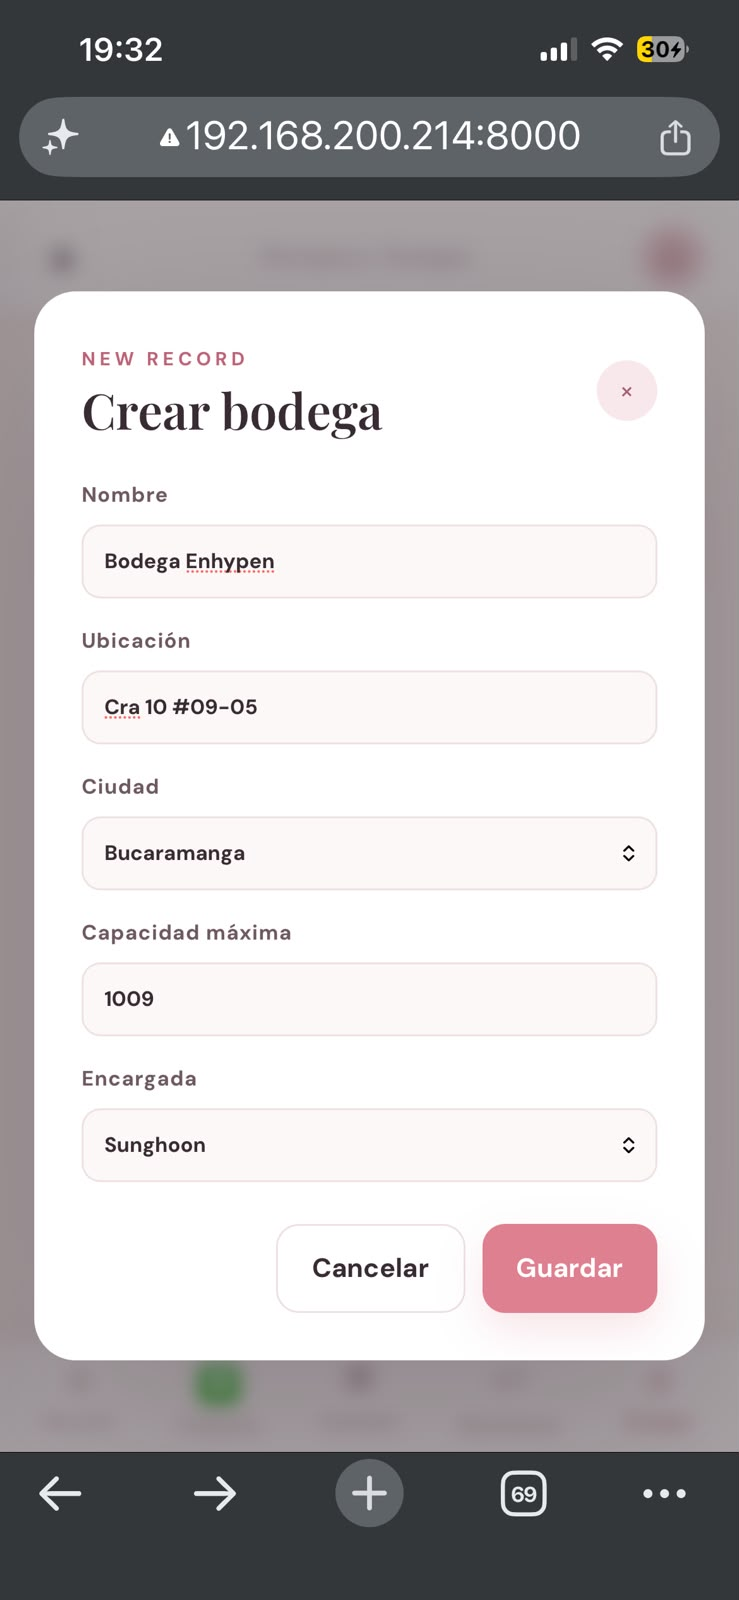 19:32
30
192.168.200.214:8000
NEW RECORD
Crear bodega
×
Nombre
Bodega Enhypen
Ubicación
Cra 10 #09-05
Ciudad
Bucaramanga
Capacidad máxima
1009
Encargada
Sunghoon
Cancelar
Guardar
69